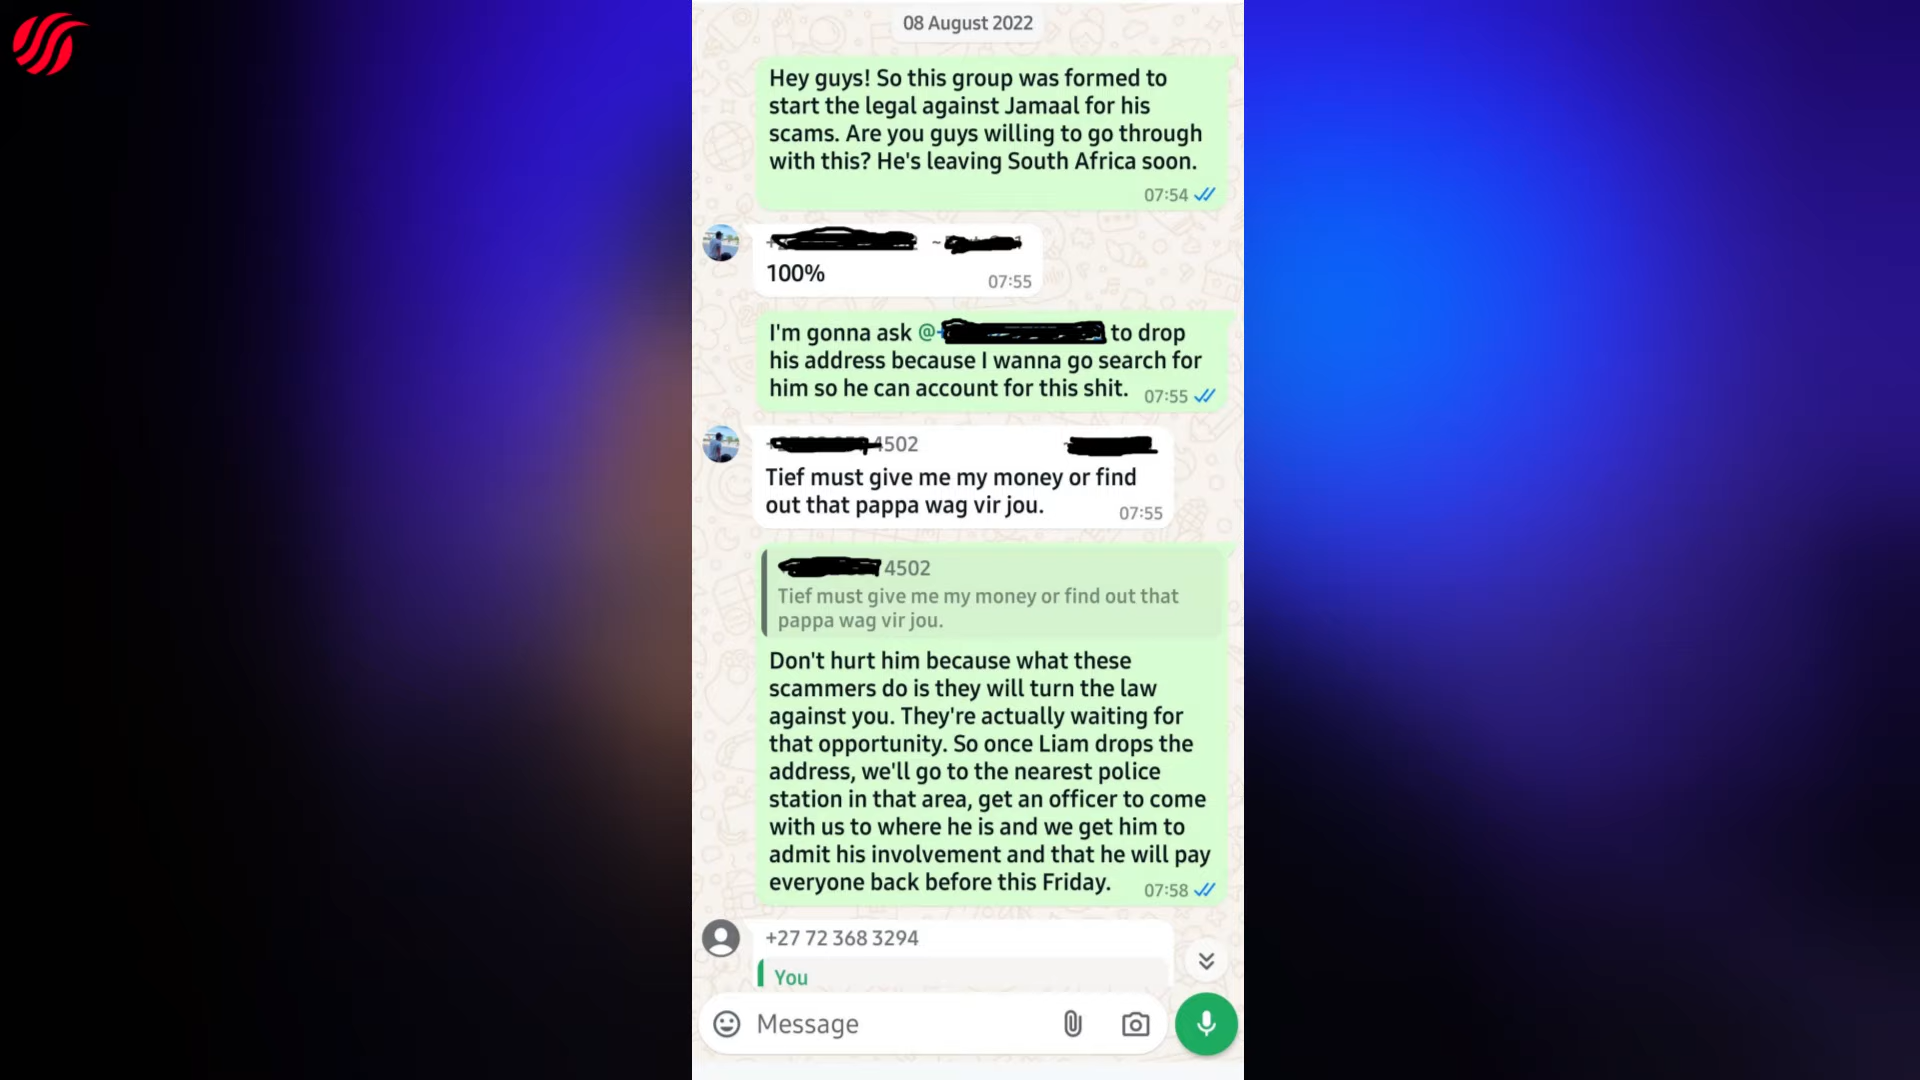 08 August 2022
Hey guys! So this group was formed to
start the legal against Jamaal for his
scams. Are you guys willing to go through
with this? He's leaving South Africa soon.
07:54
~
100%
07:55
I'm gonna ask @ to drop
his address because I wanna go search for
him so he can account for this shit. 07:55
4502
Tief must give me my money or find
out that pappa wag vir jou. 07:55
4502
Tief must give me my money or find out that
pappa wag vir jou.
Don't hurt him because what these
scammers do is they will turn the law
against you. They're actually waiting for
that opportunity. So once Liam drops the
address, we'll go to the nearest police
station in that area, get an officer to come
with us to where he is and we get him to
admit his involvement and that he will pay
everyone back before this Friday. 07:58
+27 72 368 3294
You
Message